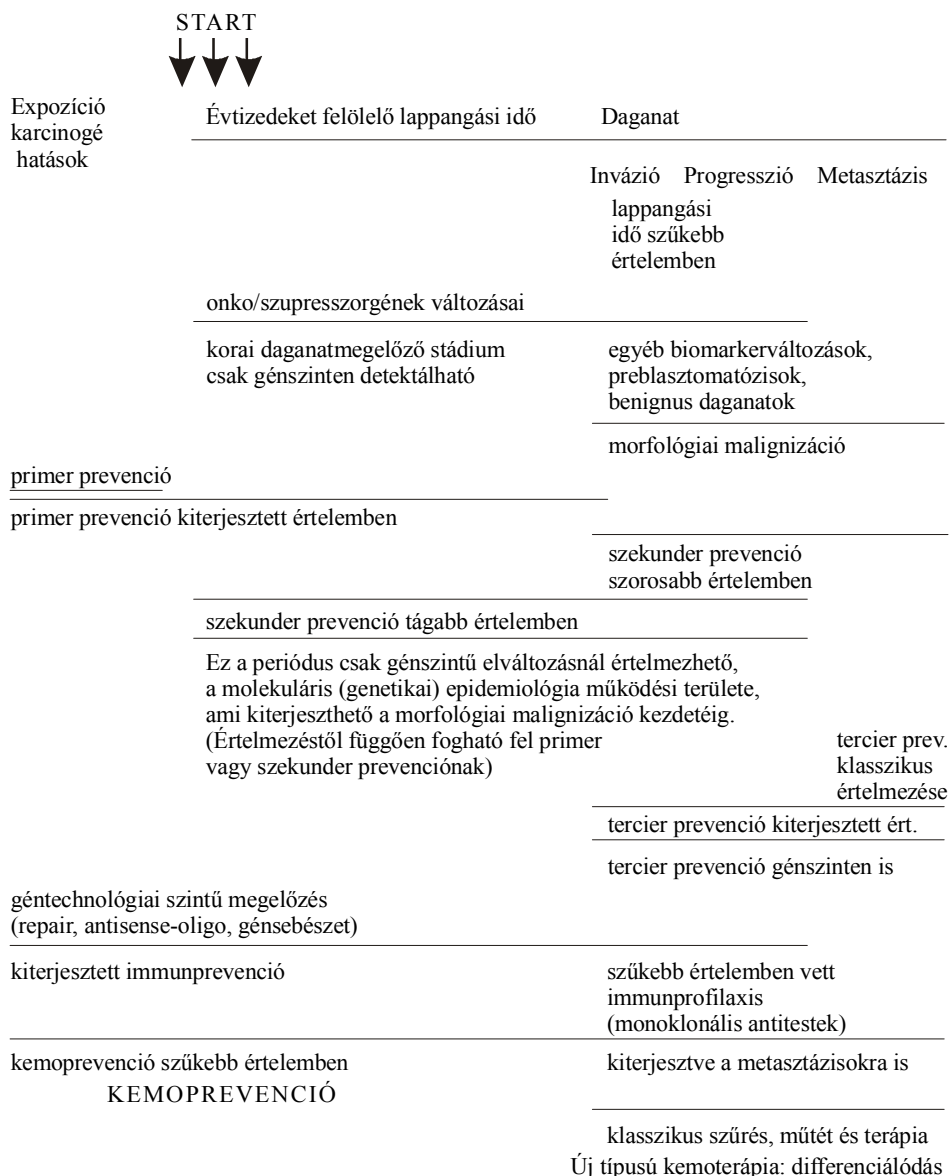 START
Expozíció
karcinogé
hatások
Évtizedeket felölelő lappangási idő
Daganat
Invázió Progresszió Metasztázis
lappangási
idő szűkebb
értelemben
onko/szupresszorgének változásai
korai daganatmegelőző stádium
csak génszinten detektálható
egyéb biomarkerváltozások,
preblasztomatózisok,
benignus daganatok
morfológiai malignizáció
primer prevenció
primer prevenció kiterjesztett értelemben
szekunder prevenció
szorosabb értelemben
szekunder prevenció tágabb értelemben
Ez a periódus csak génszintű elváltozásnál értelmezhető,
a molekuláris (genetikai) epidemiológia működési területe,
ami kiterjeszthető a morfológiai malignizáció kezdetéig.
(Értelmezéstől függően fogható fel primer
vagy szekunder prevenciónak)
tercier prev.
klasszikus
értelmezése
tercier prevenció kiterjesztett ért.
tercier prevenció génszinten is
géntechnológiai szintű megelőzés
(repair, antisense-oligo, génsebészet)
kiterjesztett immunprevenció
szűkebb értelemben vett
immunprofilaxis
(monoklonális antitestek)
kemoprevenció szűkebb értelemben
KEMOPREVENCIÓ
kiterjesztve a metasztázisokra is
klasszikus szűrés, műtét és terápia
Új típusú kemoterápia: differenciálódás